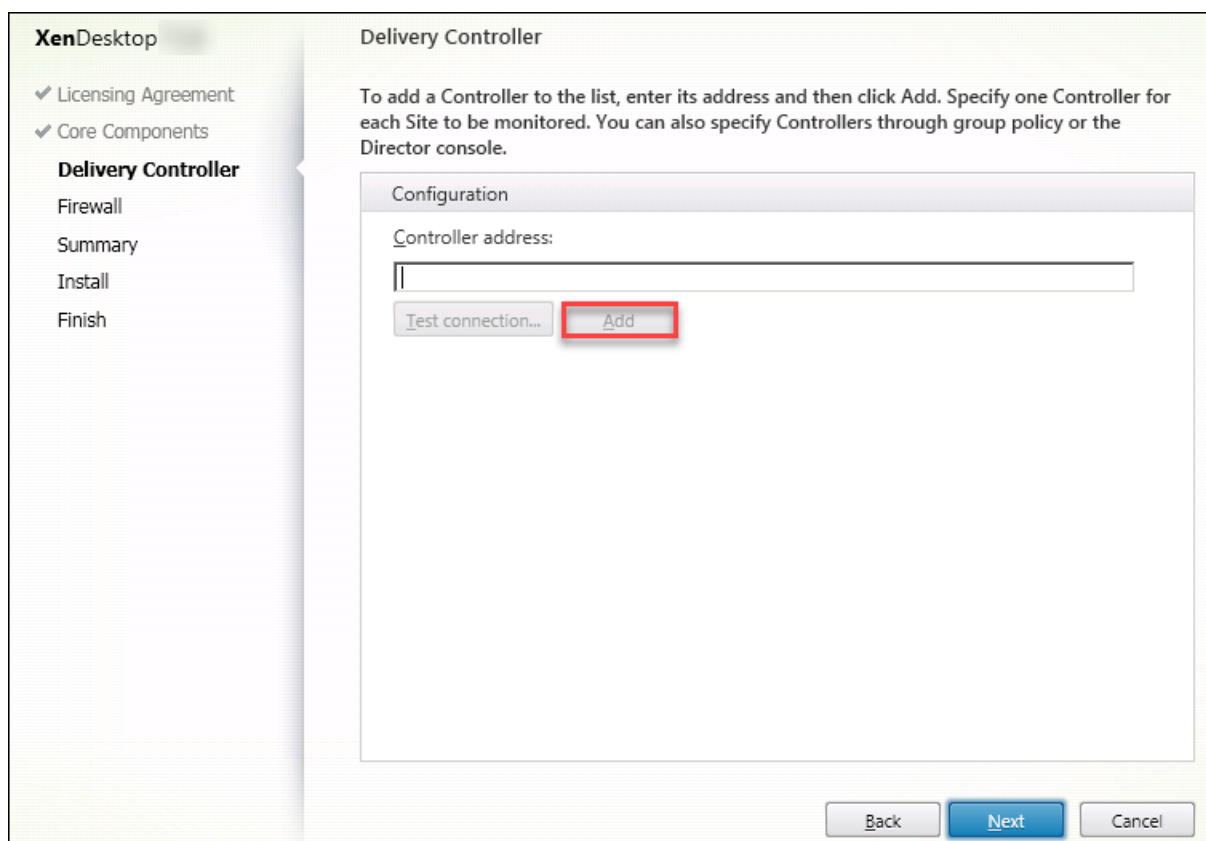 XenDesktop
Delivery Controller
Licensing Agreement
Core Components
Delivery Controller
Firewall
Summary
Install
Finish
To add a Controller to the list, enter its address and then click Add. Specify one Controller for
each Site to be monitored. You can also specify Controllers through group policy or the
Director console.
Configuration
Controller address:
Test connection...
Add
Back
Next
Cancel